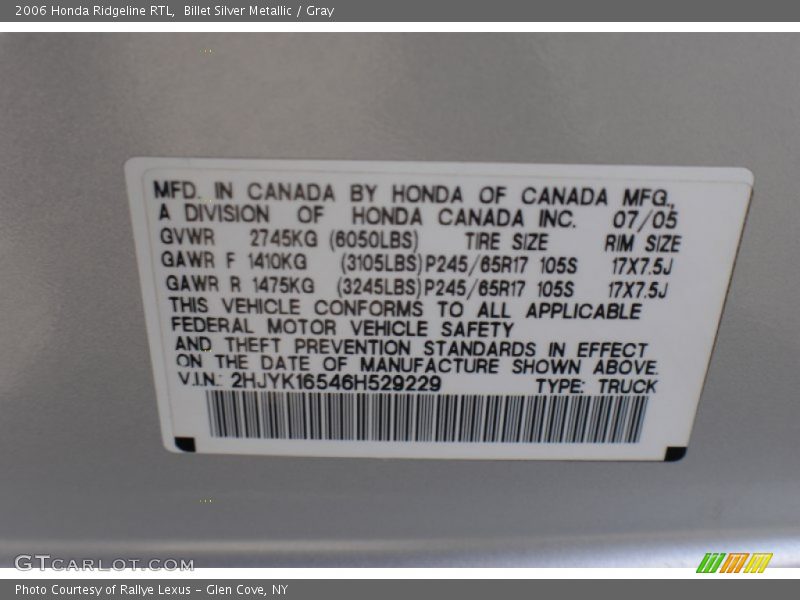 2006 Honda Ridgeline RTL, Billet Silver Metallic / Gray
MFD. IN CANADA BY HONDA OF CANADA MFG.,
A DIVISION OF HONDA CANADA INC. 07/05
GVWR 2745KG (6050LBS) TIRE SIZE RIM SIZE
GAWR F 1410KG (3105LBS) P245/65R17 105S 17X7.5J
GAWR R 1475KG (3245LBS) P245/65R17 105S 17X7.5J
THIS VEHICLE CONFORMS TO ALL APPLICABLE
FEDERAL MOTOR VEHICLE SAFETY
AND THEFT PREVENTION STANDARDS IN EFFECT
ON THE DATE OF MANUFACTURE SHOWN ABOVE.
V.I.N.: 2HJYK16546H529229 TYPE: TRUCK
GTCARLOT.COM
Photo Courtesy of Rallye Lexus - Glen Cove, NY